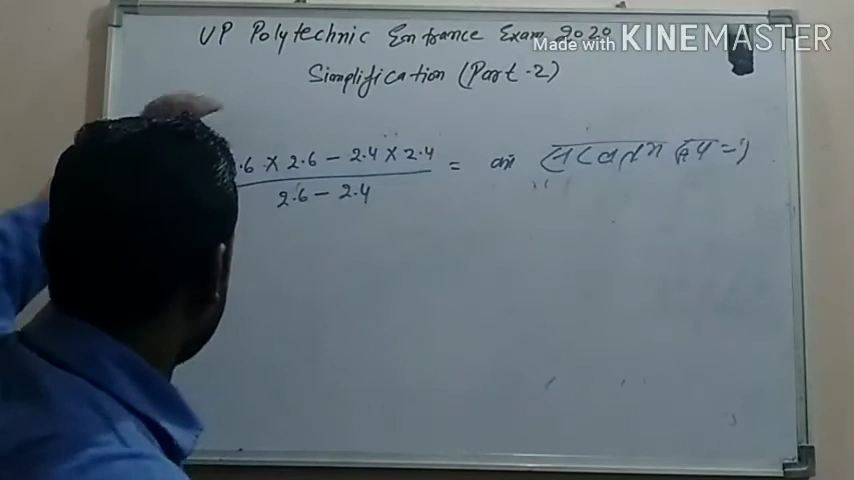 UP Polytechnic Entrance Exam 2020
Made with KINEMASTER
Simplification (Part-2)
.6 × 2.6 - 2.4 × 2.4
2.6 - 2.4
= का सरलतम रूप =)